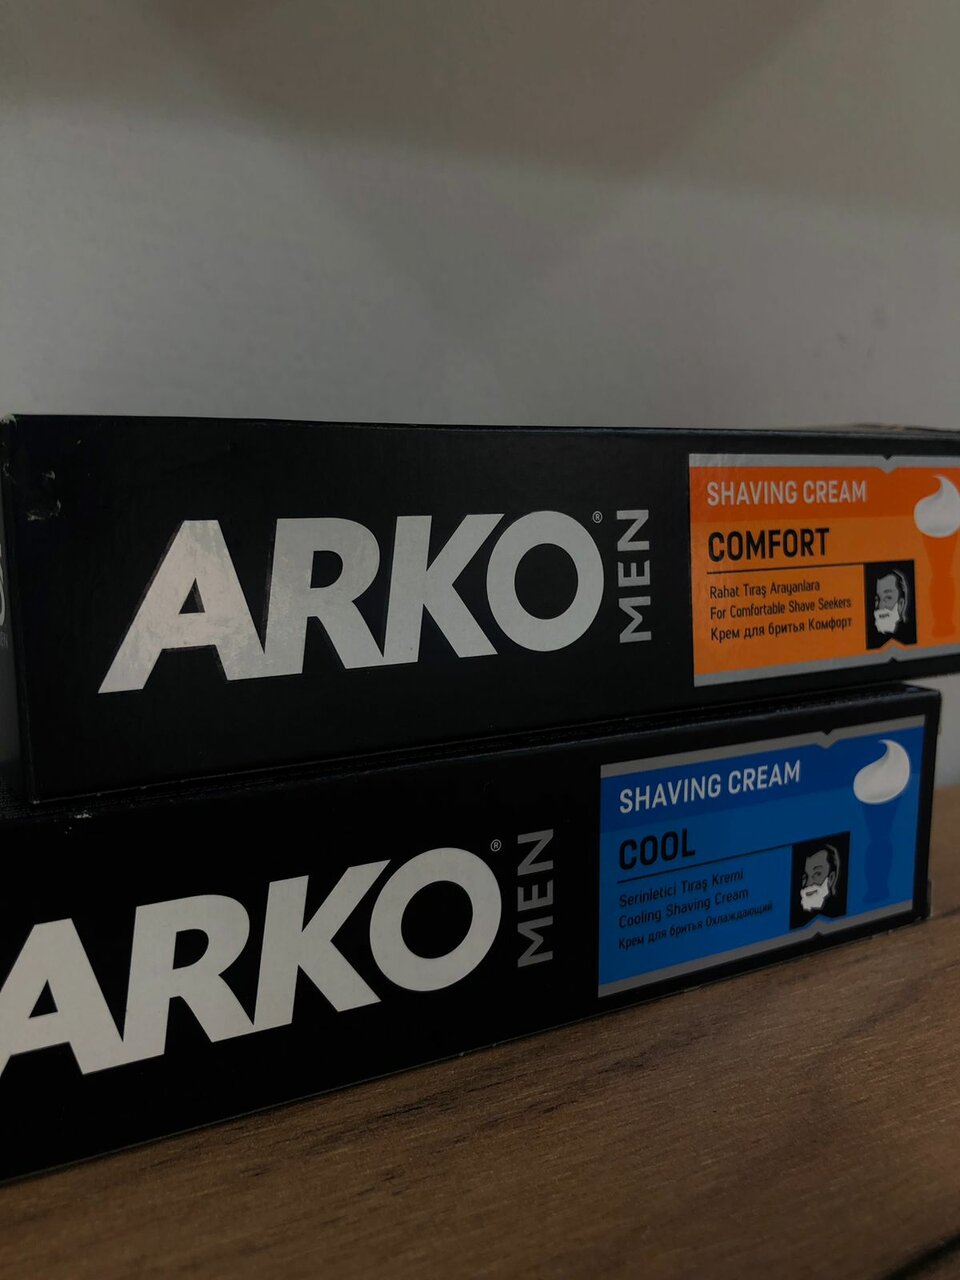 ARKO®
MEN
SHAVING CREAM
COMFORT
Rahat Tıraş Arayanlara
For Comfortable Shave Seekers
Крем для бритья Комфорт
ARKO®
MEN
SHAVING CREAM
COOL
Serinletici Tıraş Kremi
Cooling Shaving Cream
Крем для бритья Охлаждающий